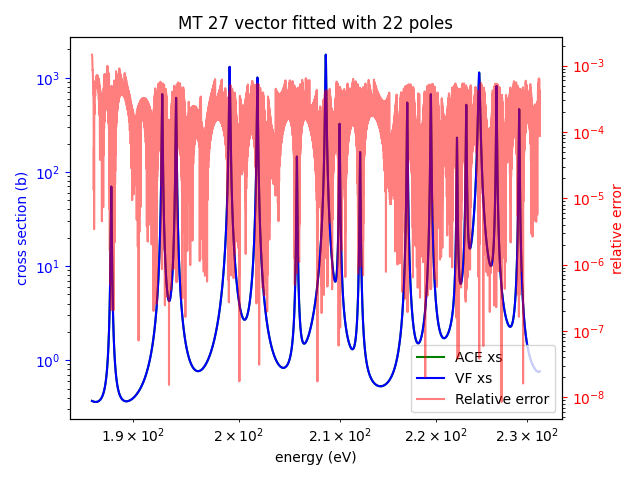 MT 27 vector fitted with 22 poles
cross section (b)
10³
10²
10¹
10⁰
10⁻³
10⁻⁴
10⁻⁵
10⁻⁶
10⁻⁷
10⁻⁸
relative error
ACE xs
VF xs
Relative error
1.9 × 10²
2 × 10²
2.1 × 10²
2.2 × 10²
2.3 × 10²
energy (eV)